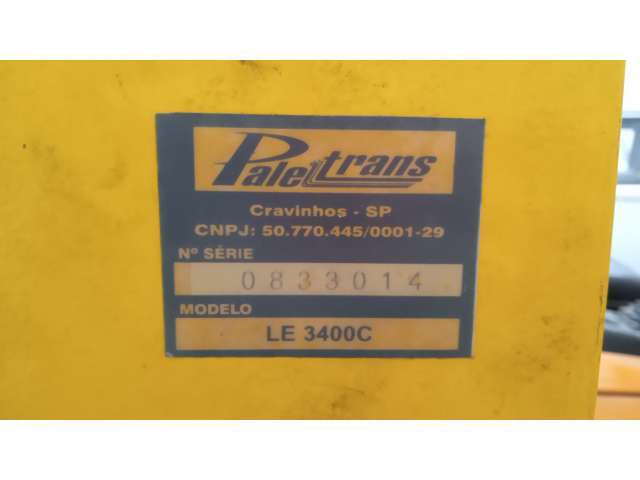 Paletrans
Cravinhos - SP
CNPJ: 50.770.445/0001-29
Nº SÉRIE
0833014
MODELO
LE 3400C